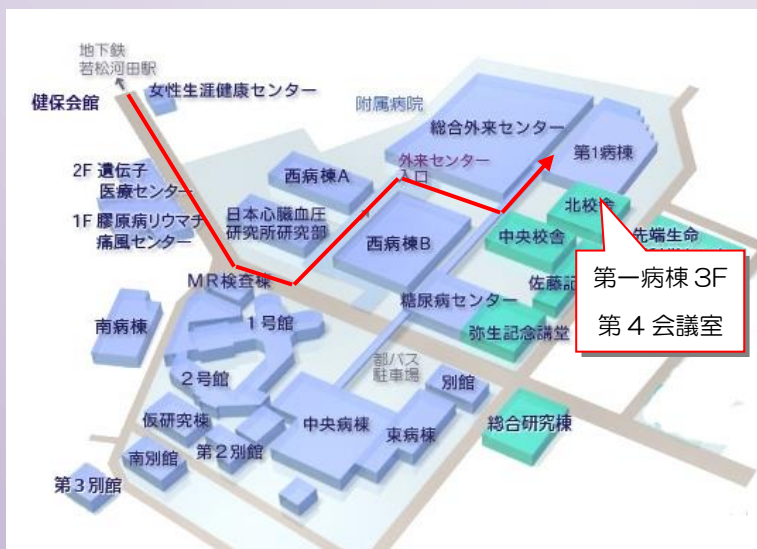 地下鉄
若松河田駅
健保会館
女性生涯健康センター
附属病院
総合外来センター
第1病棟
2F 遺伝子
医療センター
西病棟A
外来センター
入口
北校舎
1F 膠原病リウマチ
痛風センター
日本心臓血圧
研究所研究部
西病棟B
中央校舎
先端生命
第一病棟 3F
第 4 会議室
MR検査棟
糖尿病センター
佐藤記
南病棟
1号館
弥生記念講堂
都バス
駐車場
2号館
別館
仮研究棟
中央病棟
東病棟
総合研究棟
第2別館
南別館
第3別館